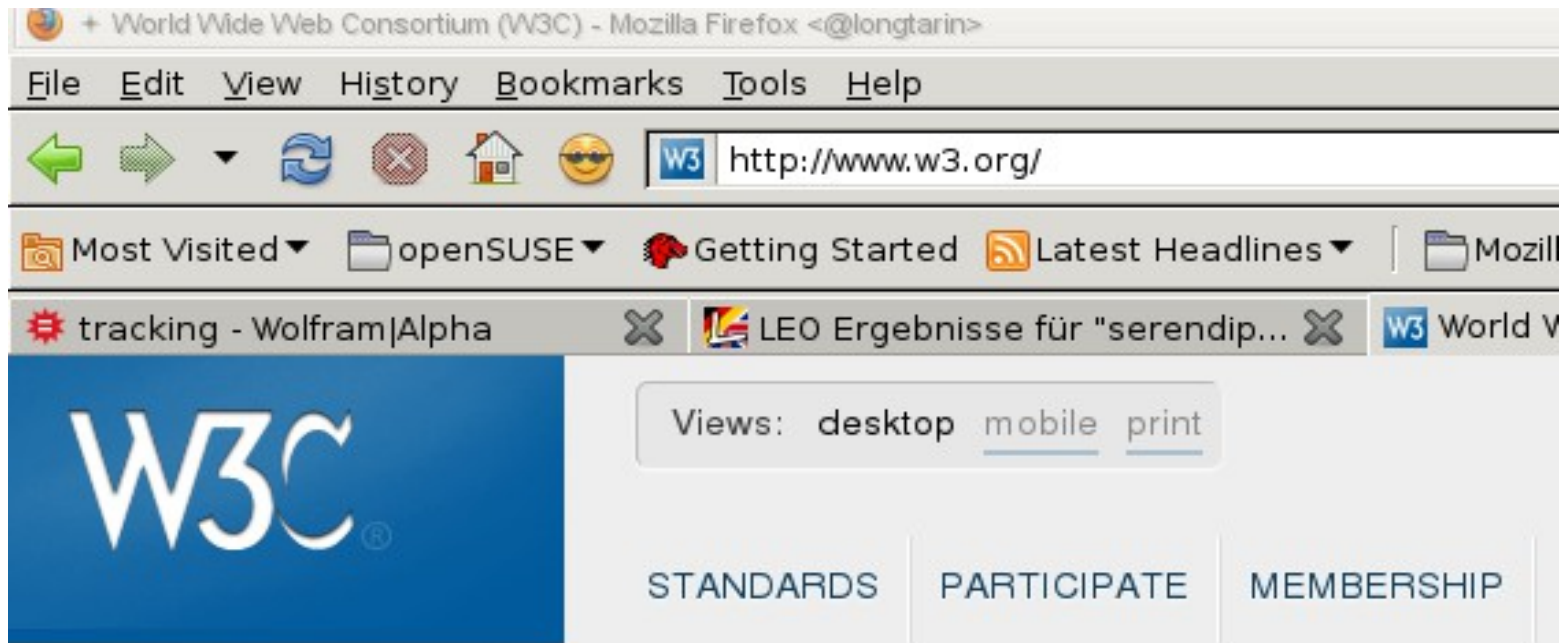 + World Wide Web Consortium (W3C) - Mozilla Firefox <@longtarin>
File Edit View History Bookmarks Tools Help
W3 http://www.w3.org/
Most Visited openSUSE Getting Started Latest Headlines Mozill
tracking - Wolfram|Alpha LEO Ergebnisse für "serendip... W3 World W
Views: desktop mobile print
W3C ®
STANDARDS PARTICIPATE MEMBERSHIP